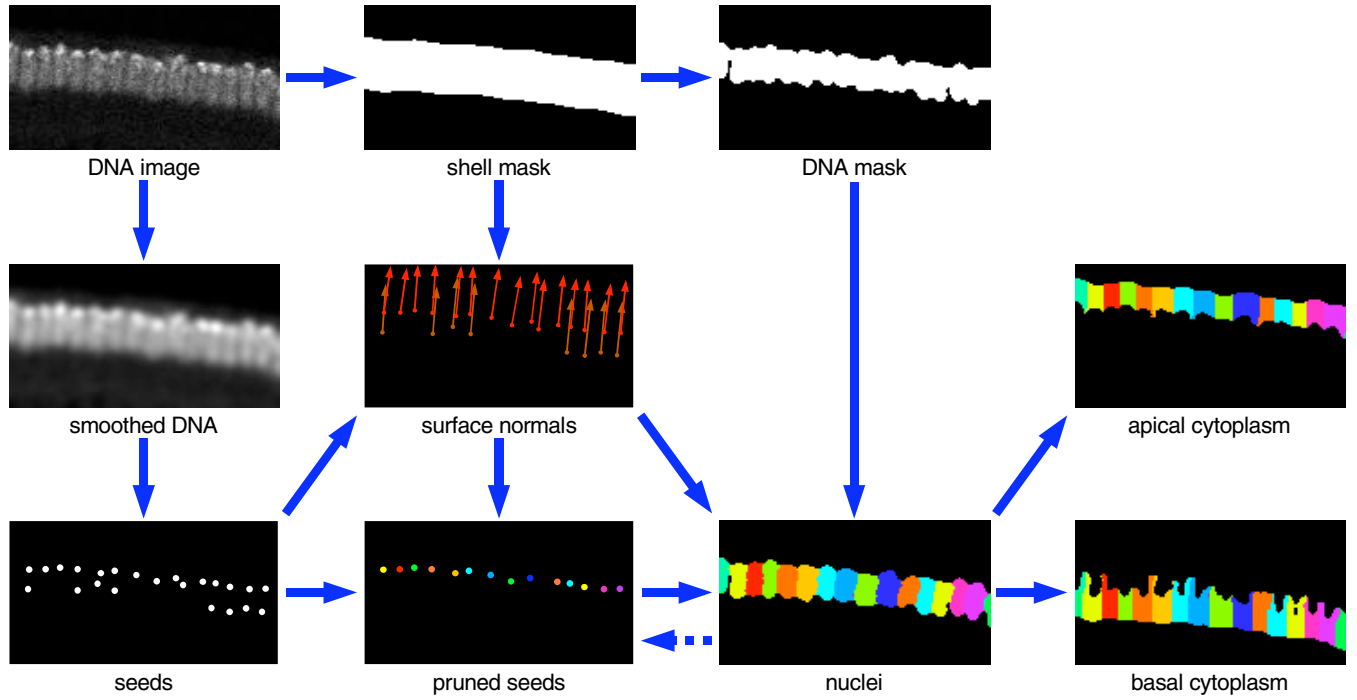 DNA image
shell mask
DNA mask
smoothed DNA
surface normals
apical cytoplasm
seeds
pruned seeds
nuclei
basal cytoplasm